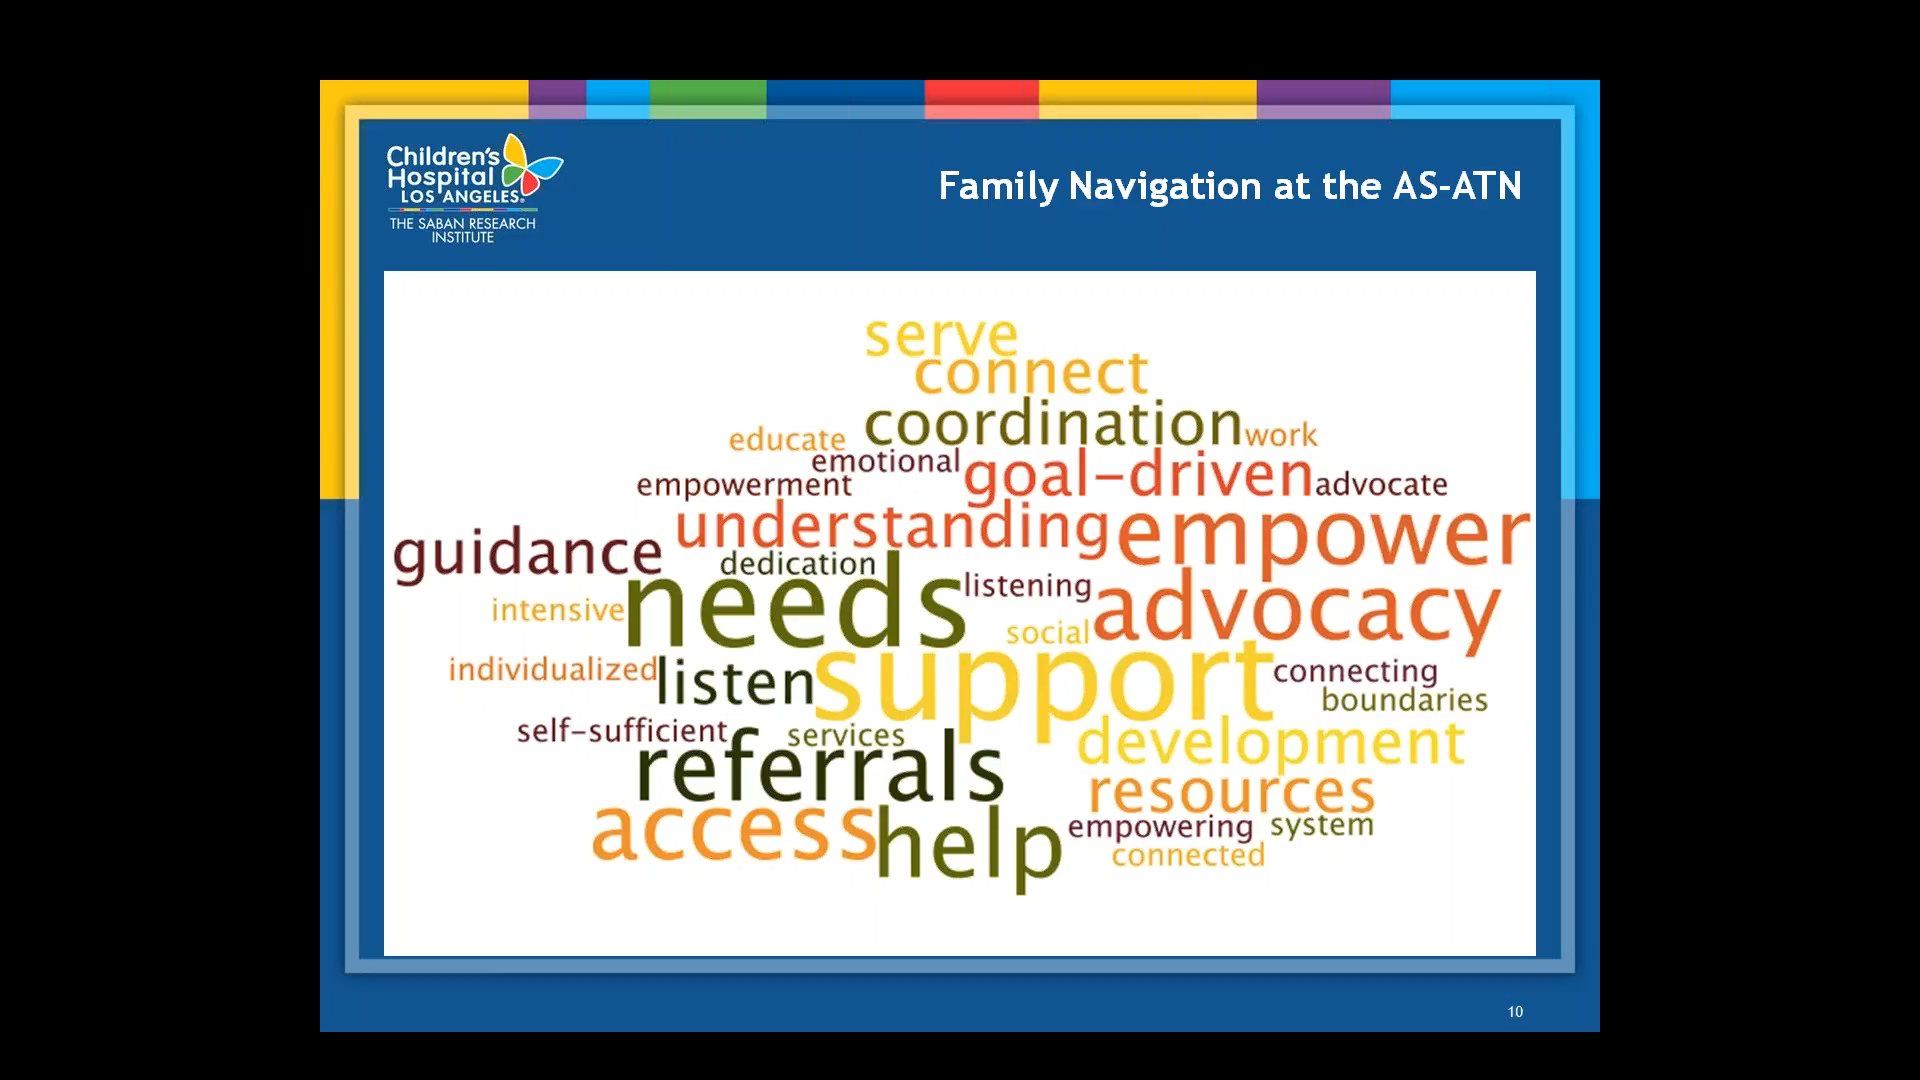 Children's
Hospital
LOS ANGELES®
THE SABAN RESEARCH
INSTITUTE
Family Navigation at the AS-ATN
serve
connect
coordination
educate
work
emotional
goal-driven
empowerment
advocate
understanding
empower
guidance
dedication
needs
listening
advocacy
intensive
social
individualized
listen
support
connecting
boundaries
self-sufficient
services
development
referrals
resources
access
help
empowering
system
connected
10